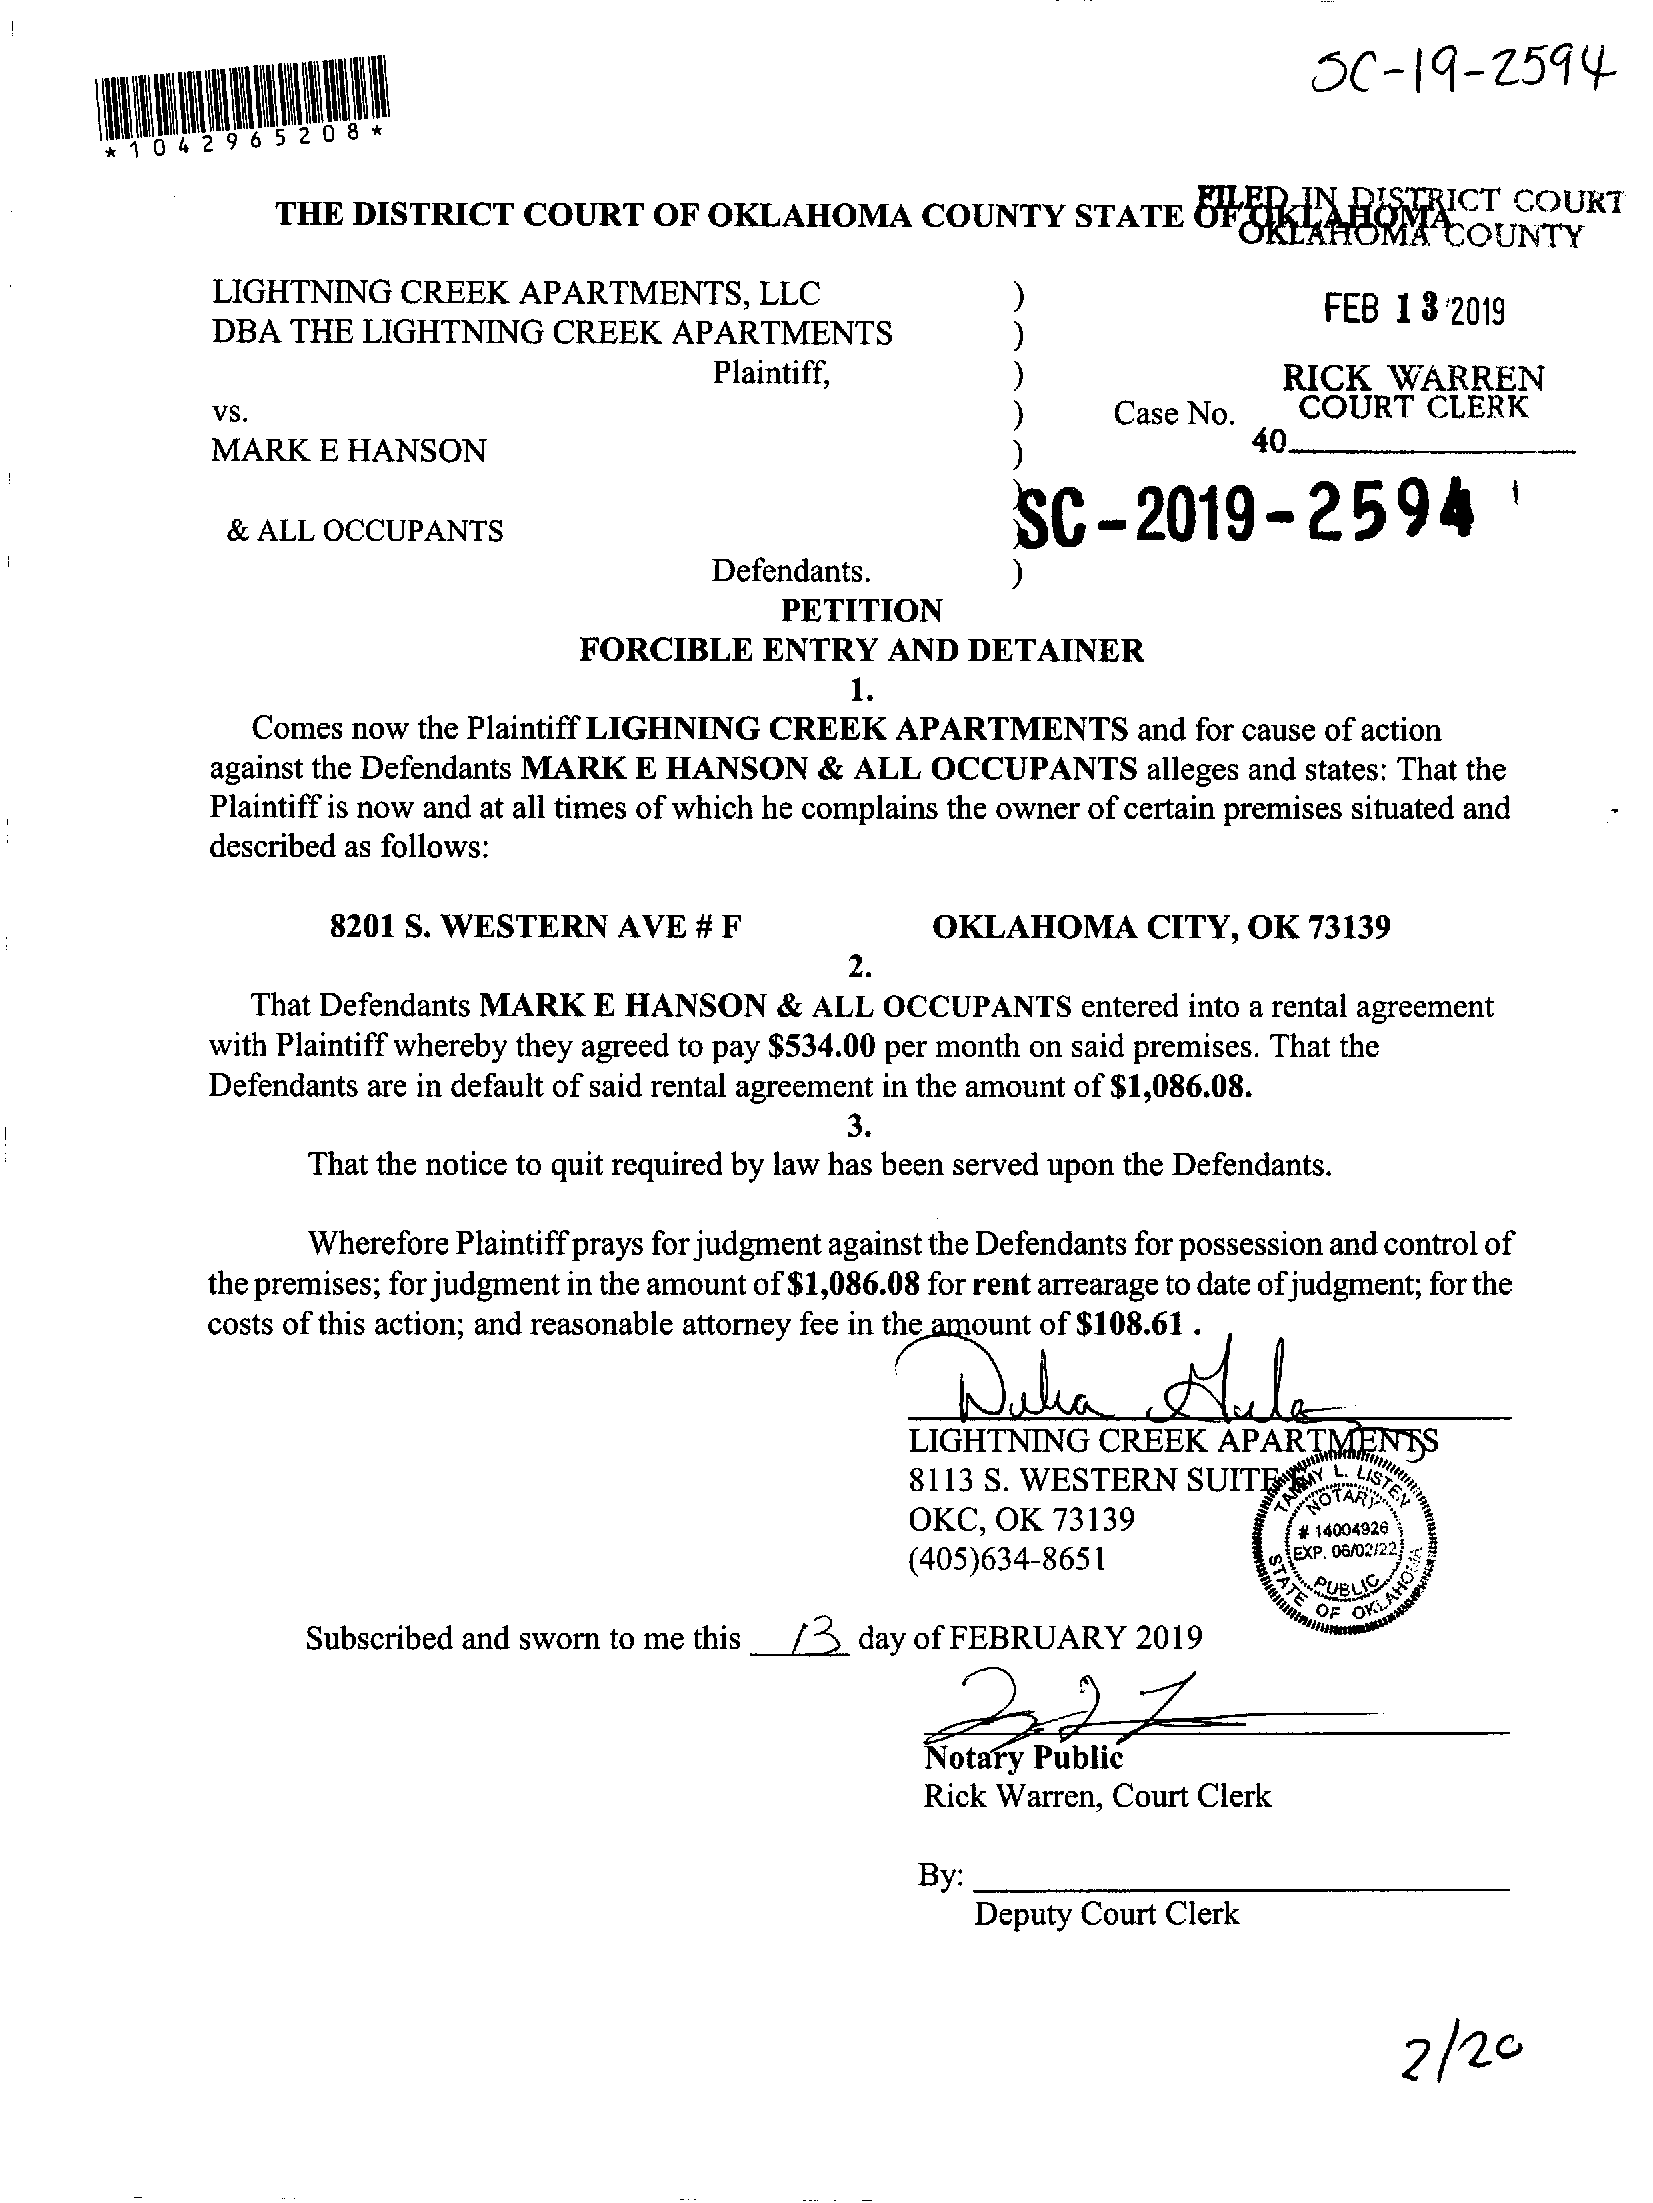 SC-19-2594
*1042965208*
THE DISTRICT COURT OF OKLAHOMA COUNTY STATE OF OKLAHOMA
FILED IN DISTRICT COURT
OKLAHOMA COUNTY
LIGHTNING CREEK APARTMENTS, LLC )
FEB 13 2019
DBA THE LIGHTNING CREEK APARTMENTS )
Plaintiff, )
RICK WARREN
vs. ) Case No. COURT CLERK
MARK E HANSON ) 40
SC-2019-2594
& ALL OCCUPANTS )
Defendants. )
PETITION
FORCIBLE ENTRY AND DETAINER
1.
Comes now the Plaintiff LIGHNING CREEK APARTMENTS and for cause of action
against the Defendants MARK E HANSON & ALL OCCUPANTS alleges and states: That the
Plaintiff is now and at all times of which he complains the owner of certain premises situated and
described as follows:
8201 S. WESTERN AVE # F OKLAHOMA CITY, OK 73139
2.
That Defendants MARK E HANSON & ALL OCCUPANTS entered into a rental agreement
with Plaintiff whereby they agreed to pay $534.00 per month on said premises. That the
Defendants are in default of said rental agreement in the amount of $1,086.08.
3.
That the notice to quit required by law has been served upon the Defendants.
Wherefore Plaintiff prays for judgment against the Defendants for possession and control of
the premises; for judgment in the amount of $1,086.08 for rent arrearage to date of judgment; for the
costs of this action; and reasonable attorney fee in the amount of $108.61 .
LIGHTNING CREEK APARTMENTS
8113 S. WESTERN SUITE
OKC, OK 73139
(405)634-8651
TAMMY L. LISTEN
NOTARY
# 14004926
EXP. 06/02/22
PUBLIC
STATE OF OKLAHOMA
Subscribed and sworn to me this 13 day of FEBRUARY 2019
Notary Public
Rick Warren, Court Clerk
By:
Deputy Court Clerk
2/20